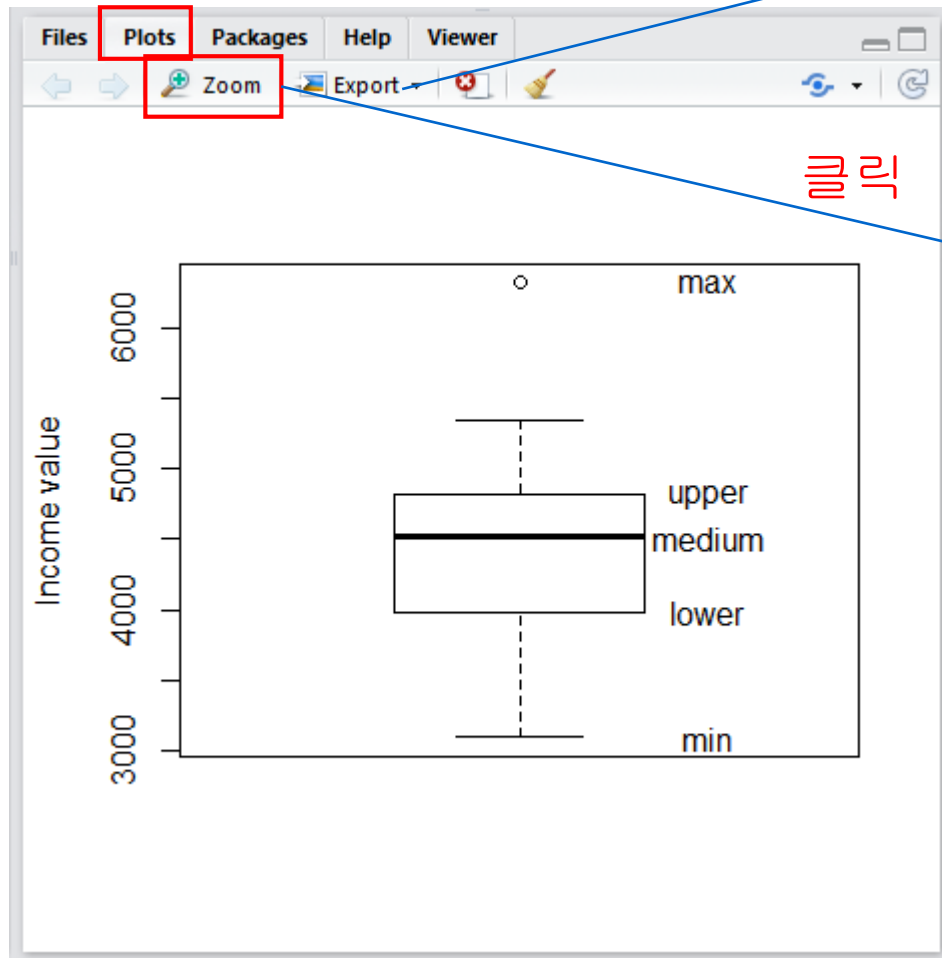 Files Plots Packages Help Viewer
Zoom Export
클릭
max
6000
5000
upper
Income value
medium
4000
lower
3000
min